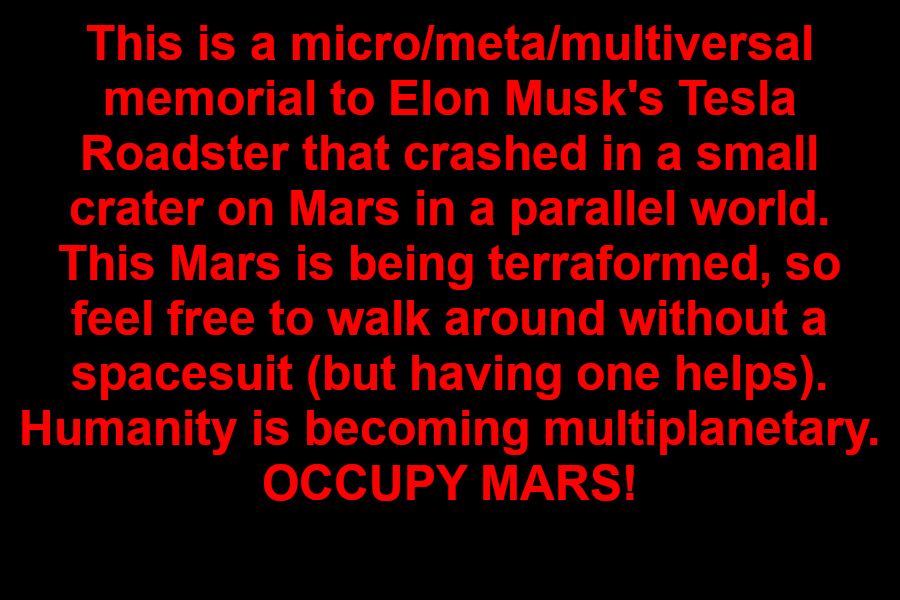 This is a micro/meta/multiversal
memorial to Elon Musk's Tesla
Roadster that crashed in a small
crater on Mars in a parallel world.
This Mars is being terraformed, so
feel free to walk around without a
spacesuit (but having one helps).
Humanity is becoming multiplanetary.
OCCUPY MARS!